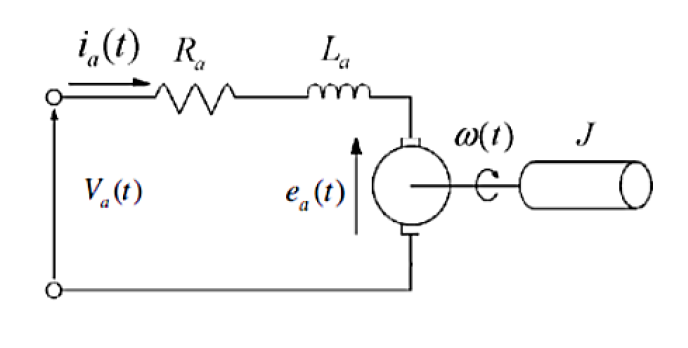 i_a(t) R_a L_a
ω(t) J
V_a(t) e_a(t)